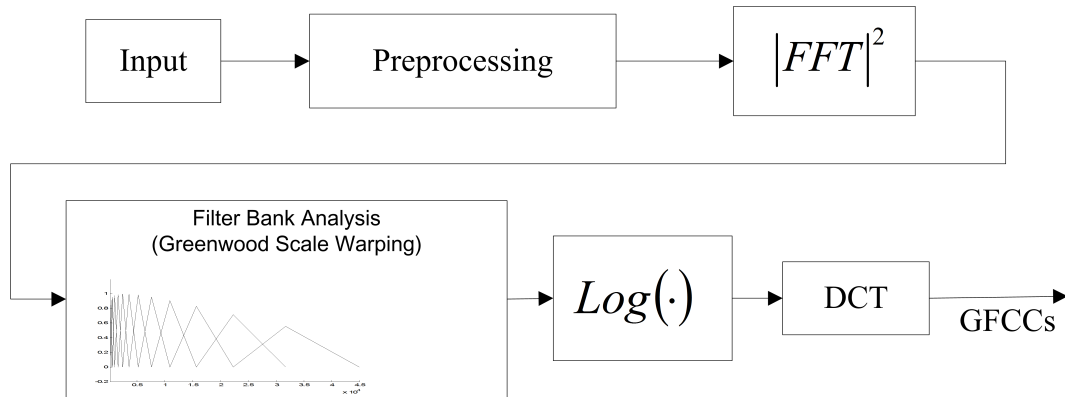 Input
Preprocessing
|FFT|²
Filter Bank Analysis
(Greenwood Scale Warping)
1
0.8
0.6
0.4
0.2
0
-0.2
0.5 1 1.5 2 2.5 3 3.5 4 4.5
× 10⁴
Log(·)
DCT
GFCCs